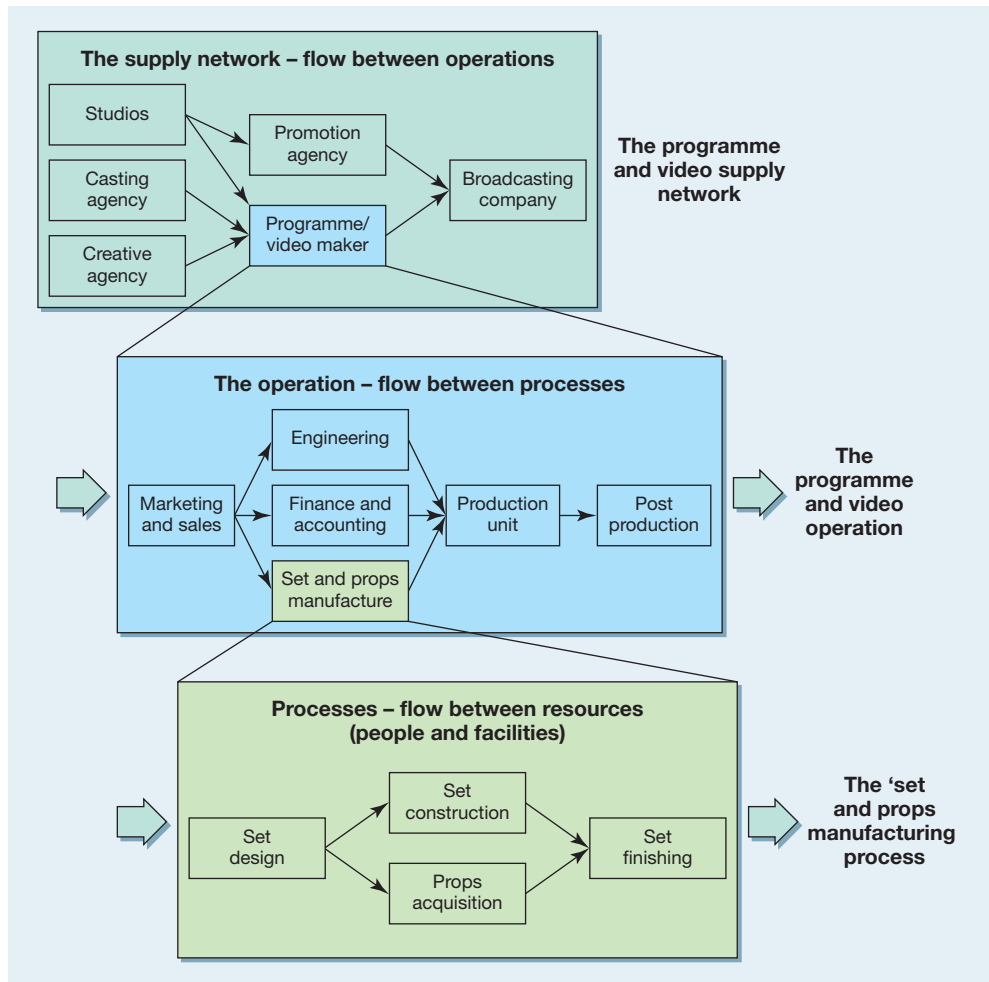 The supply network – flow between operations
Studios
Promotion
agency
Casting
agency
Broadcasting
company
Programme/
video maker
Creative
agency
The programme
and video supply
network
The operation – flow between processes
Engineering
Marketing
and sales
Finance and
accounting
Production
unit
Post
production
Set and props
manufacture
The
programme
and video
operation
Processes – flow between resources
(people and facilities)
Set
construction
Set
design
Set
finishing
Props
acquisition
The ‘set
and props
manufacturing
process